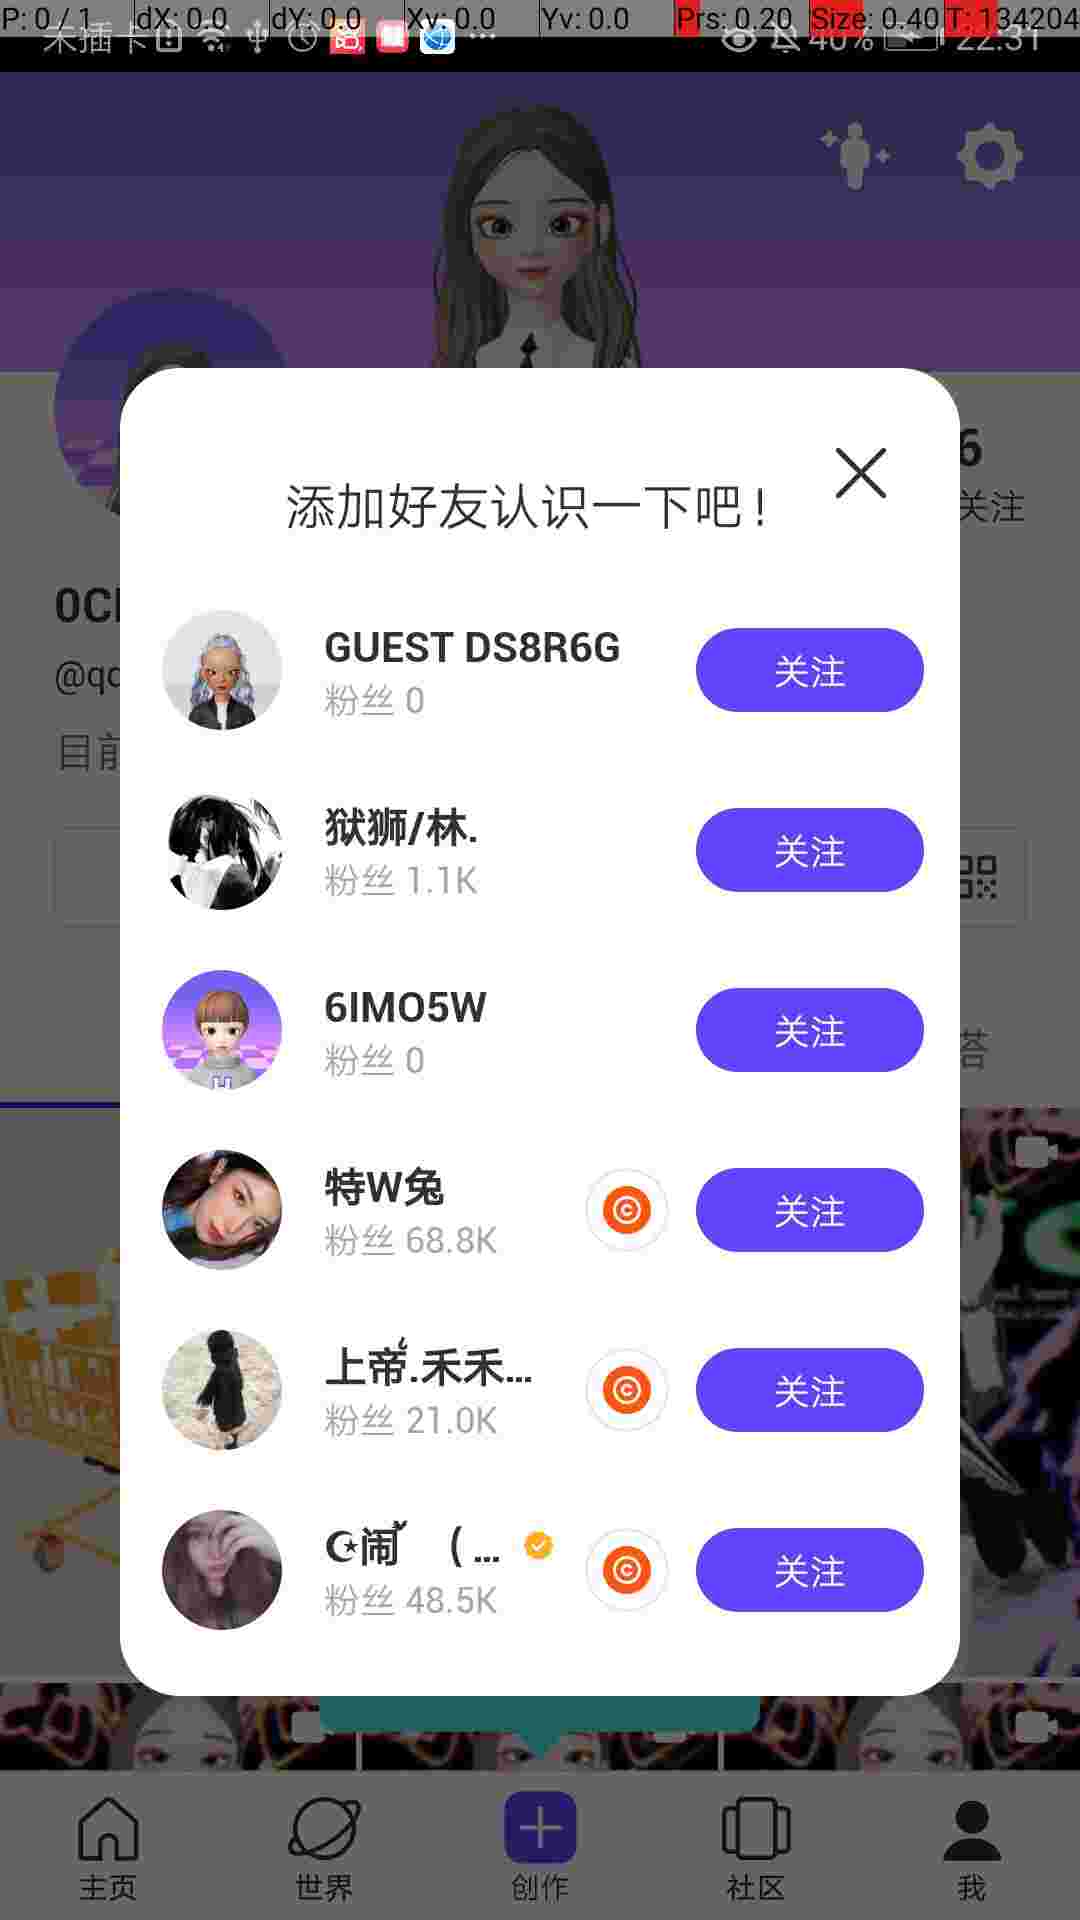 P: 0 / 1 dX: 0.0 dY: 0.0 Xv: 0.0 Yv: 0.0 Prs: 0.20 Size: 0.40 T: 134204
未插卡 40% 22:31
6
关注
添加好友认识一下吧！
@qc
目前
GUEST DS8R6G
粉丝 0
关注
狱狮/林.
粉丝 1.1K
关注
6IMO5W
粉丝 0
关注
特W兔
粉丝 68.8K
关注
上帝.禾禾...
粉丝 21.0K
关注
☪闹 （...
粉丝 48.5K
关注
主页 世界 创作 社区 我